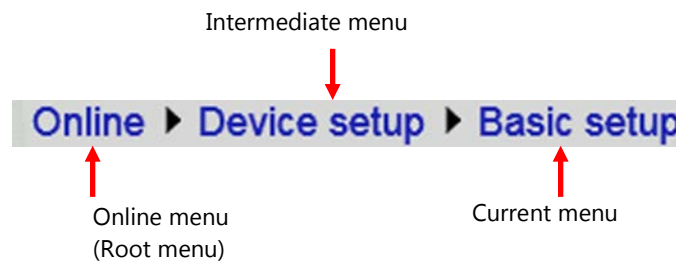 Intermediate menu
Online ▶ Device setup ▶ Basic setup
Online menu
(Root menu)
Current menu